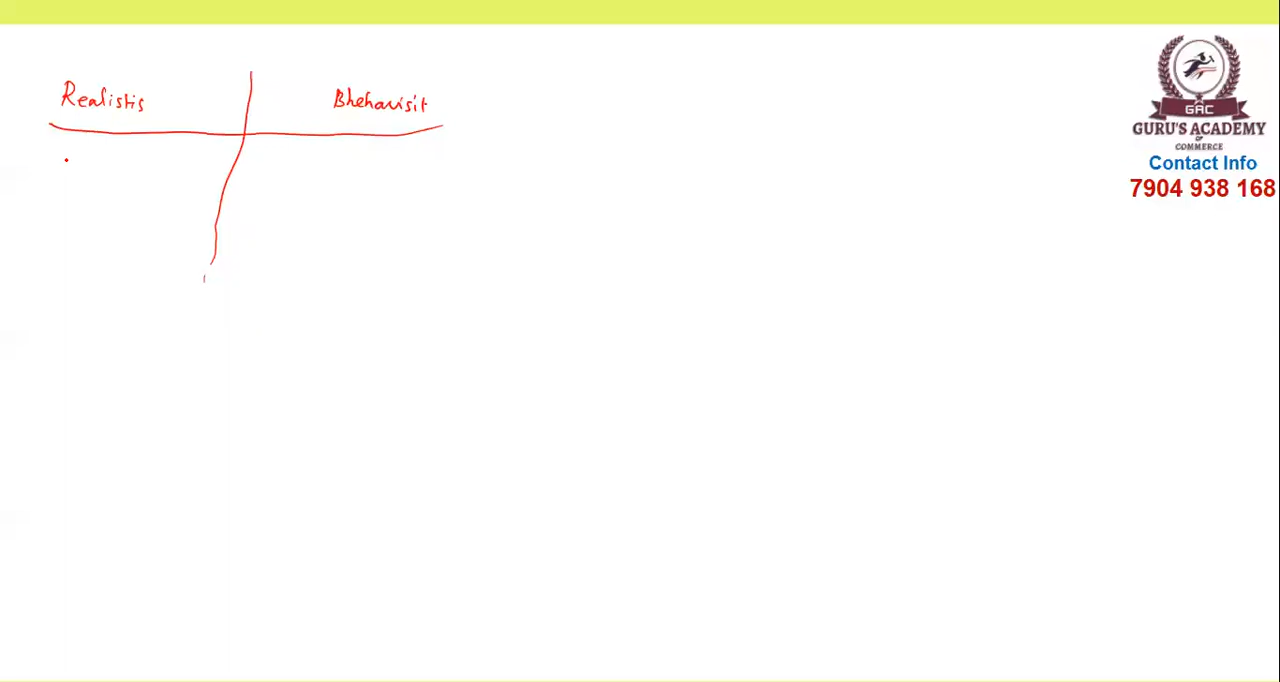 Realistis
Bhehavisit
GAC
GURU'S ACADEMY
OF
COMMERCE
Contact Info
7904 938 168